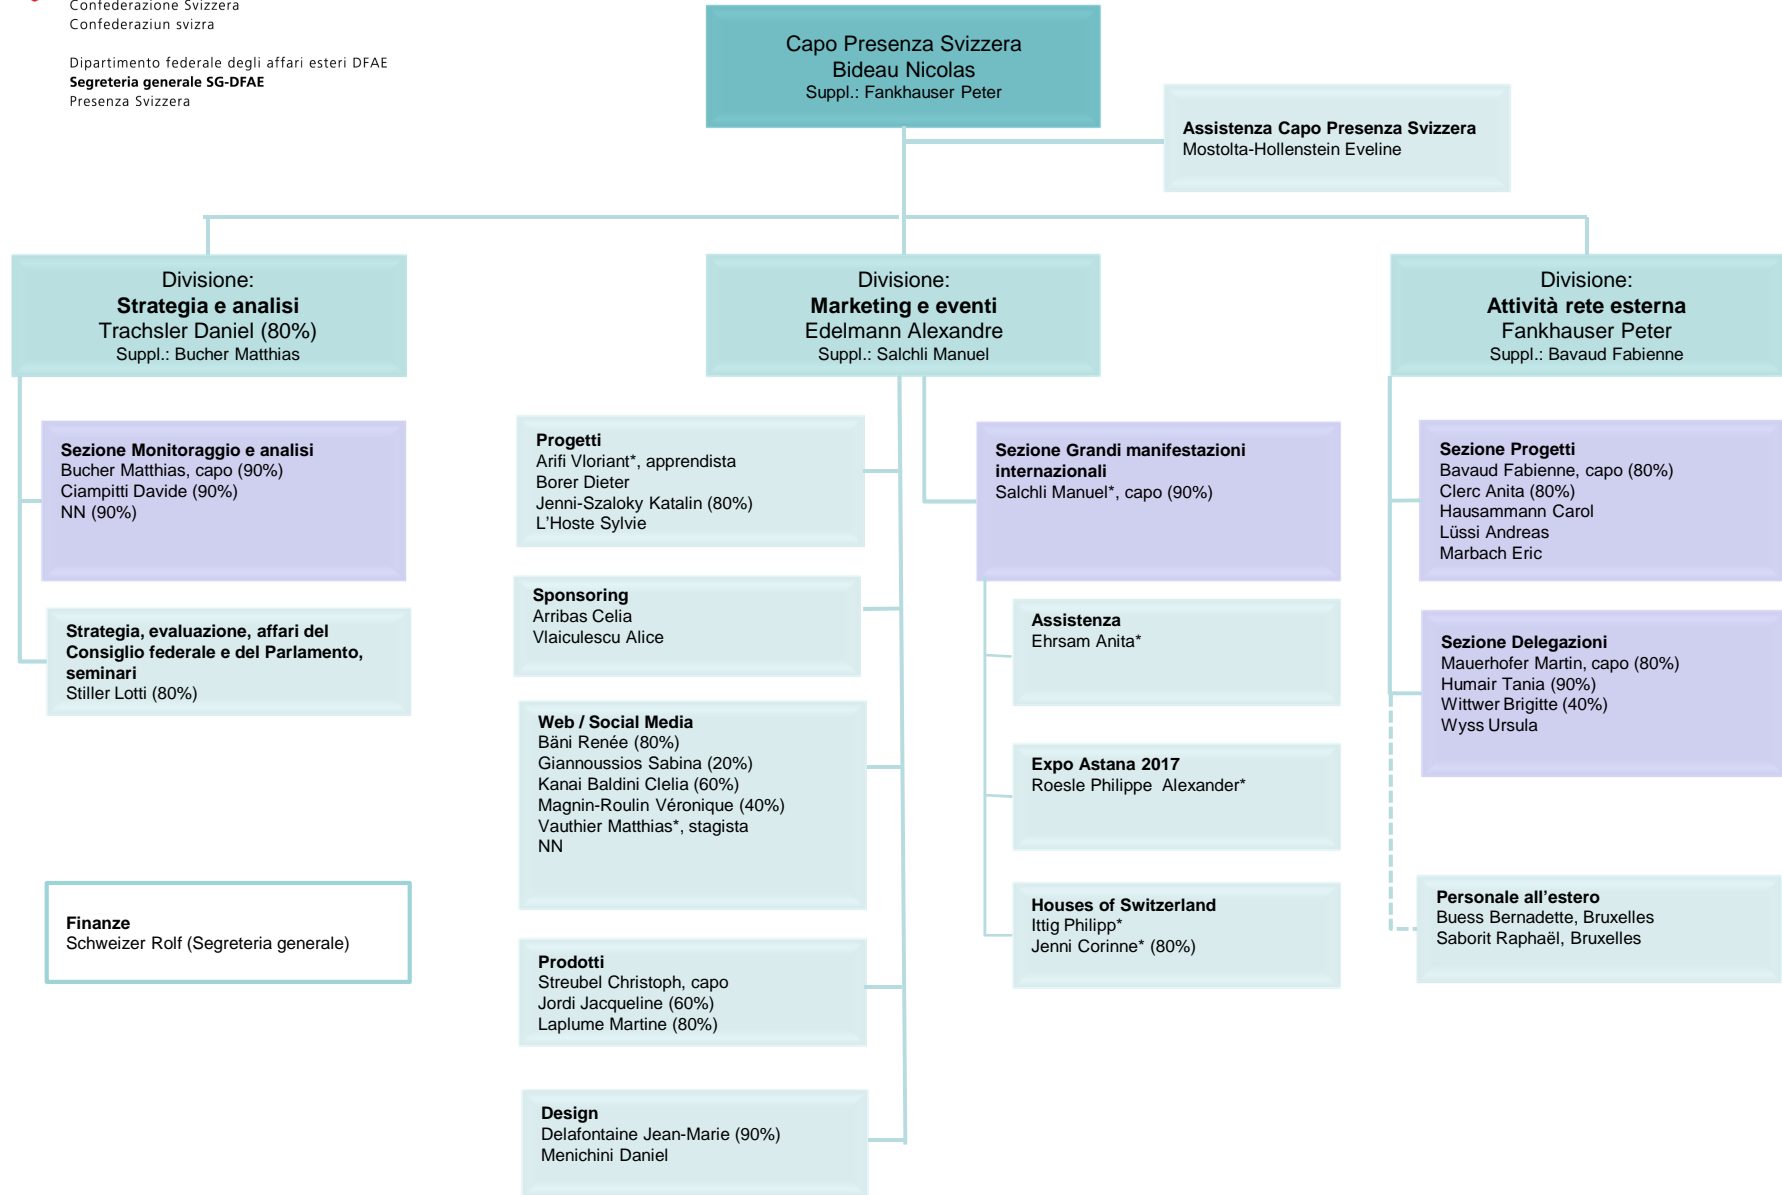 Confederazione Svizzera
Confederaziun svizra
Dipartimento federale degli affari esteri DFAE
Segreteria generale SG-DFAE
Presenza Svizzera
Capo Presenza Svizzera
Bideau Nicolas
Suppl.: Fankhauser Peter
Assistenza Capo Presenza Svizzera
Mostolta-Hollenstein Eveline
Divisione:
Strategia e analisi
Trachsler Daniel (80%)
Suppl.: Bucher Matthias
Sezione Monitoraggio e analisi
Bucher Matthias, capo (90%)
Ciampitti Davide (90%)
NN (90%)
Strategia, evaluazione, affari del
Consiglio federale e del Parlamento,
seminari
Stiller Lotti (80%)
Finanze
Schweizer Rolf (Segreteria generale)
Divisione:
Marketing e eventi
Edelmann Alexandre
Suppl.: Salchli Manuel
Progetti
Arifi Vloriant*, apprendista
Borer Dieter
Jenni-Szaloky Katalin (80%)
L'Hoste Sylvie
Sponsoring
Arribas Celia
Vlaiculescu Alice
Web / Social Media
Bäni Renée (80%)
Giannoussios Sabina (20%)
Kanai Baldini Clelia (60%)
Magnin-Roulin Véronique (40%)
Vauthier Matthias*, stagista
NN
Prodotti
Streubel Christoph, capo
Jordi Jacqueline (60%)
Laplume Martine (80%)
Design
Delafontaine Jean-Marie (90%)
Menichini Daniel
Sezione Grandi manifestazioni
internazionali
Salchli Manuel*, capo (90%)
Assistenza
Ehrsam Anita*
Expo Astana 2017
Roesle Philippe  Alexander*
Houses of Switzerland
Ittig Philipp*
Jenni Corinne* (80%)
Divisione:
Attività rete esterna
Fankhauser Peter
Suppl.: Bavaud Fabienne
Sezione Progetti
Bavaud Fabienne, capo (80%)
Clerc Anita (80%)
Hausammann Carol
Lüssi Andreas
Marbach Eric
Sezione Delegazioni
Mauerhofer Martin, capo (80%)
Humair Tania (90%)
Wittwer Brigitte (40%)
Wyss Ursula
Personale all'estero
Buess Bernadette, Bruxelles
Saborit Raphaël, Bruxelles